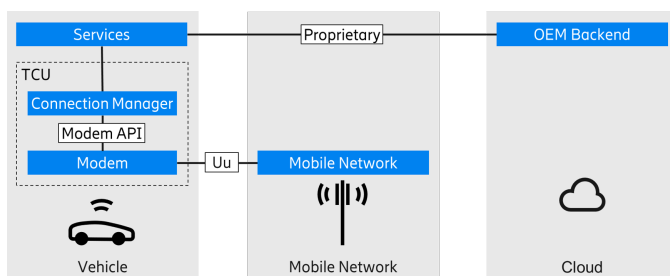 Services
Proprietary
OEM Backend
TCU
Connection Manager
Modem API
Modem
Uu
Mobile Network
Vehicle
Mobile Network
Cloud